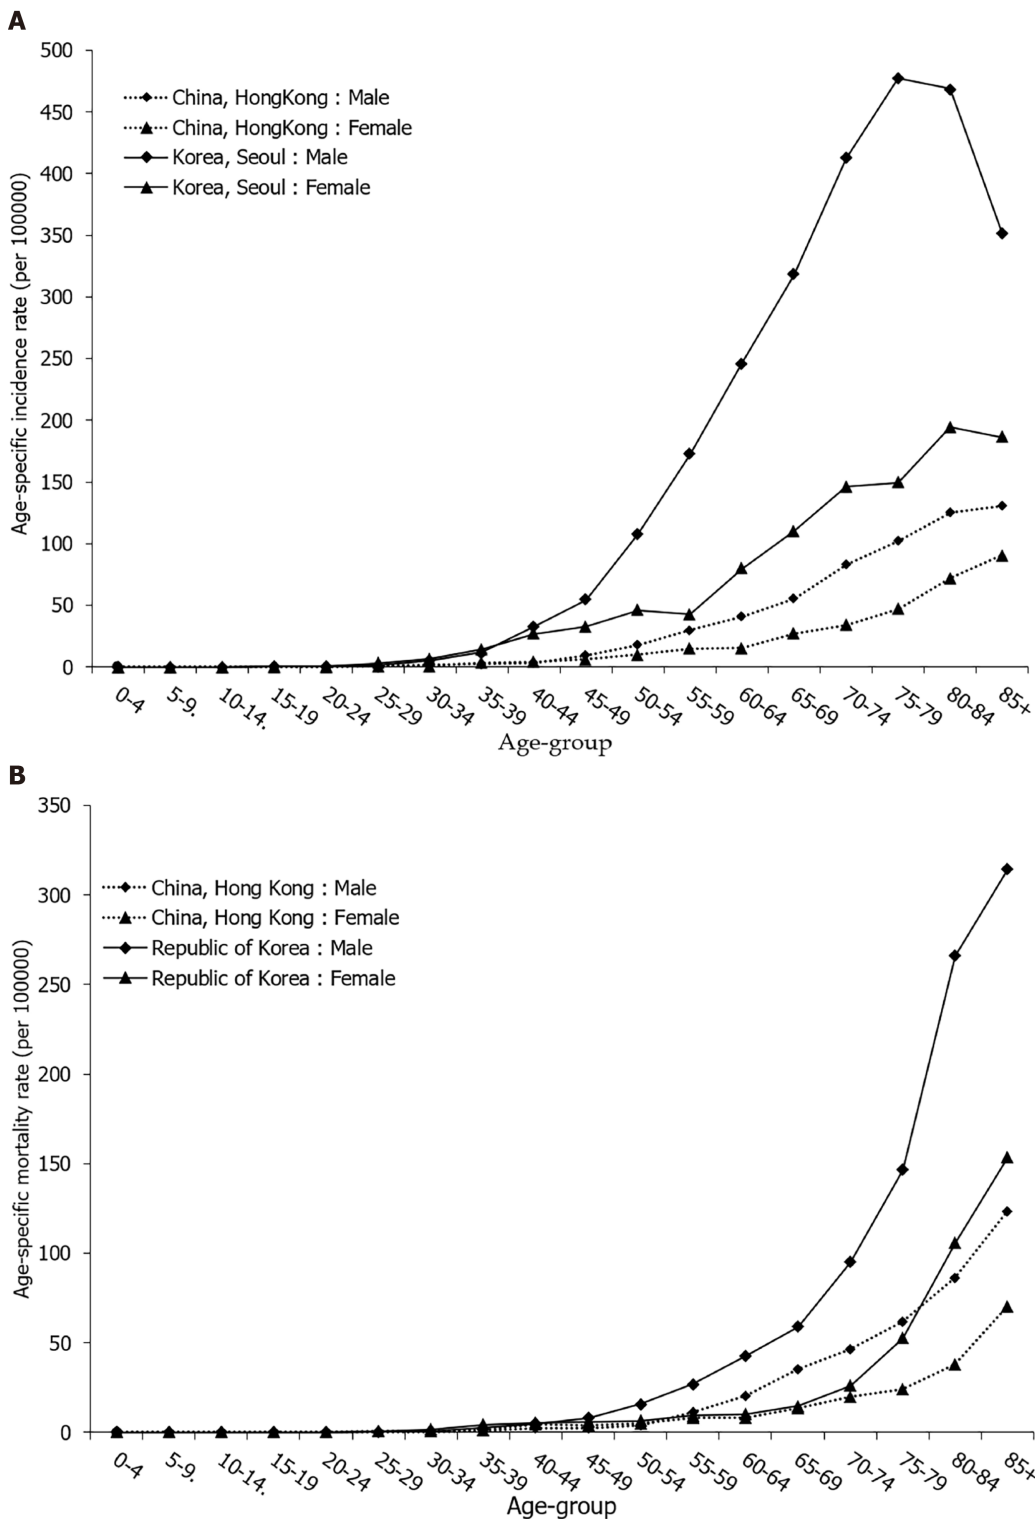 A
500
450
400
350
300
250
200
150
100
50
0
Age-specific incidence rate (per 100000)
China, HongKong : Male
China, HongKong : Female
Korea, Seoul : Male
Korea, Seoul : Female
0-4 5-9. 10-14. 15-19 20-24 25-29 30-34 35-39 40-44 45-49 50-54 55-59 60-64 65-69 70-74 75-79 80-84 85+
Age-group
B
350
300
250
200
150
100
50
0
Age-specific mortality rate (per 100000)
China, Hong Kong : Male
China, Hong Kong : Female
Republic of Korea : Male
Republic of Korea : Female
0-4 5-9. 10-14. 15-19 20-24 25-29 30-34 35-39 40-44 45-49 50-54 55-59 60-64 65-69 70-74 75-79 80-84 85+
Age-group